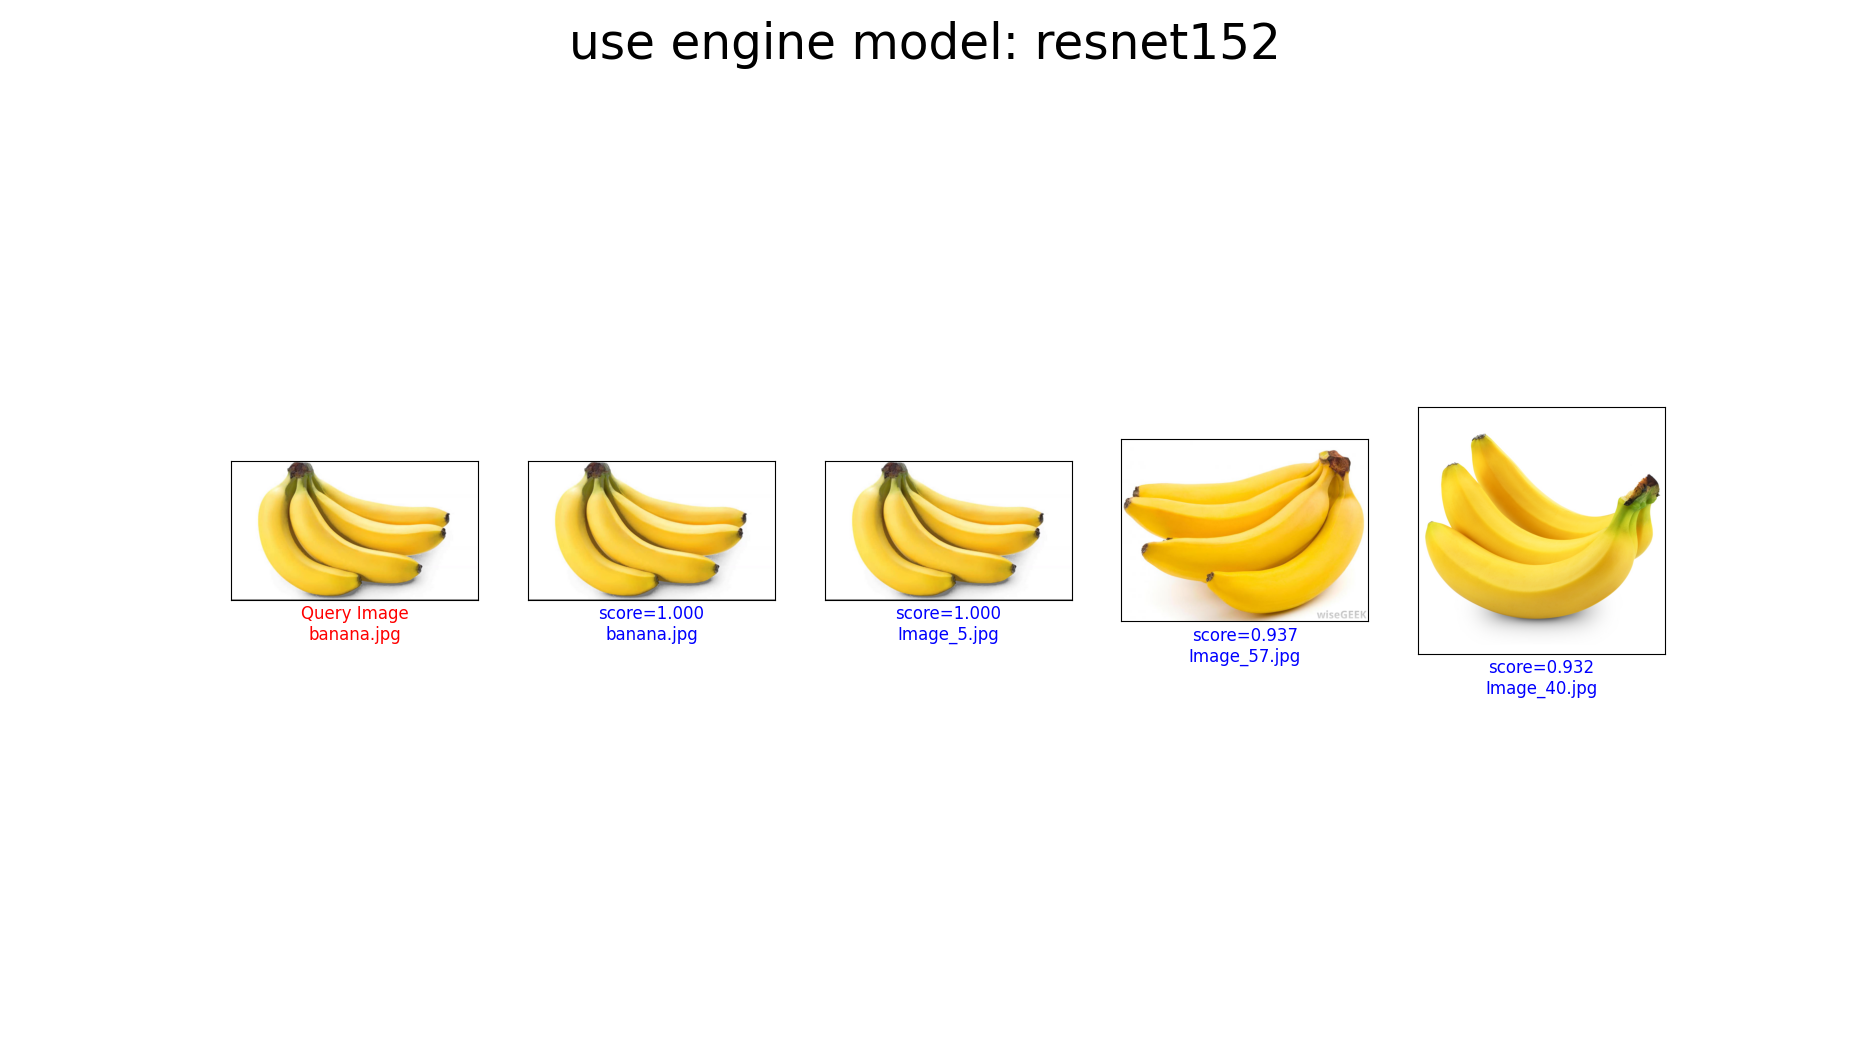 use engine model: resnet152
Query Image
banana.jpg
score=1.000
banana.jpg
score=1.000
Image_5.jpg
wiseGEEK
score=0.937
Image_57.jpg
score=0.932
Image_40.jpg